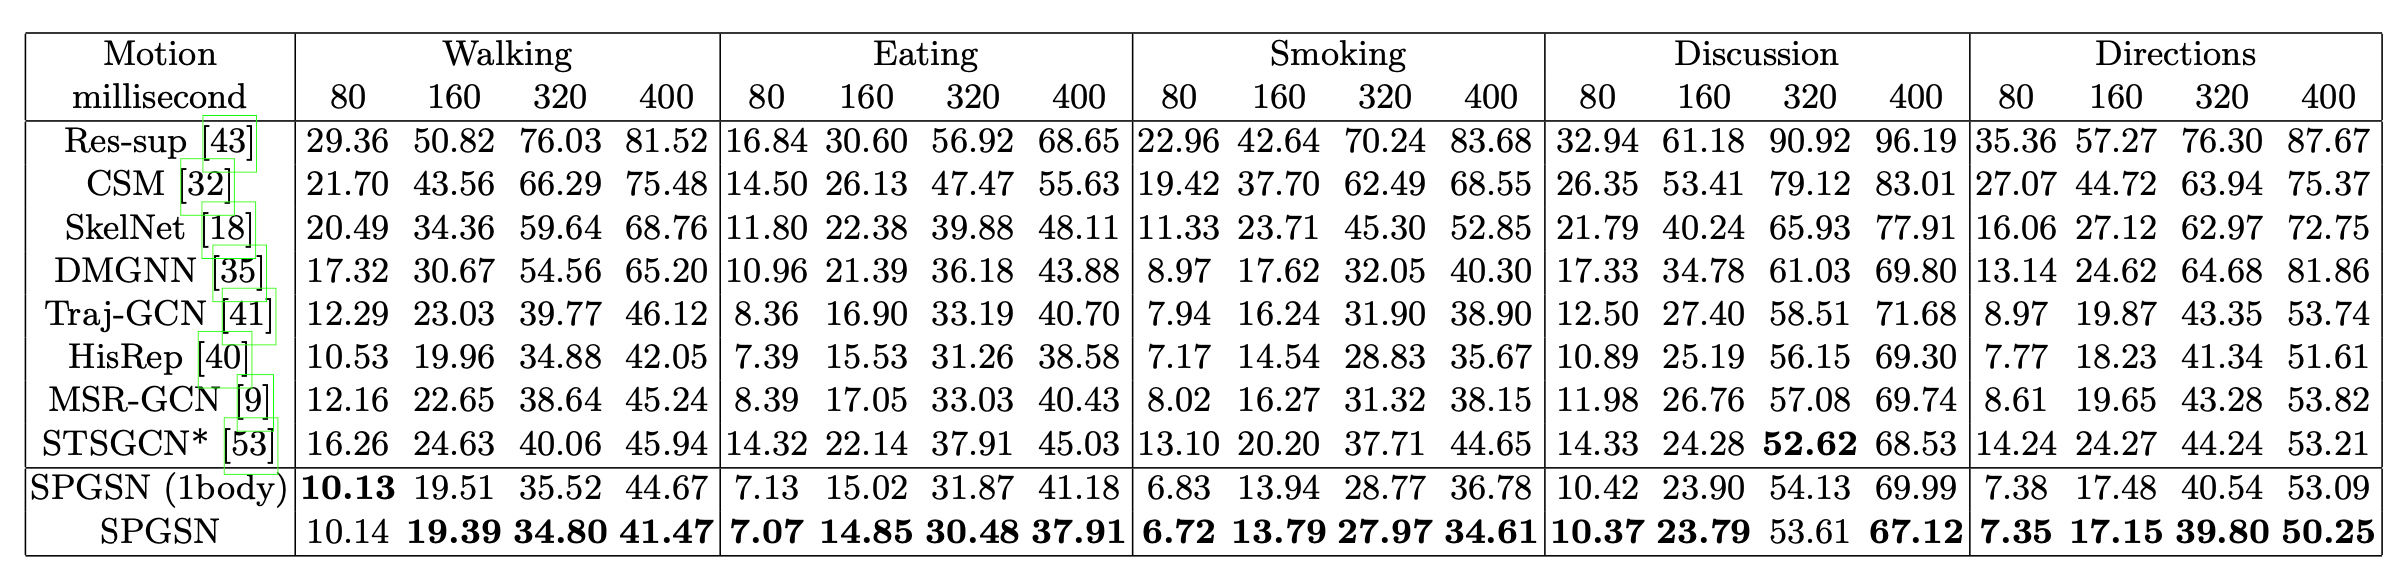 Motion Walking Eating Smoking Discussion Directions
millisecond 80 160 320 400 80 160 320 400 80 160 320 400 80 160 320 400 80 160 320 400
Res-sup [43] 29.36 50.82 76.03 81.52 16.84 30.60 56.92 68.65 22.96 42.64 70.24 83.68 32.94 61.18 90.92 96.19 35.36 57.27 76.30 87.67
CSM [32] 21.70 43.56 66.29 75.48 14.50 26.13 47.47 55.63 19.42 37.70 62.49 68.55 26.35 53.41 79.12 83.01 27.07 44.72 63.94 75.37
SkelNet [18] 20.49 34.36 59.64 68.76 11.80 22.38 39.88 48.11 11.33 23.71 45.30 52.85 21.79 40.24 65.93 77.91 16.06 27.12 62.97 72.75
DMGNN [35] 17.32 30.67 54.56 65.20 10.96 21.39 36.18 43.88 8.97 17.62 32.05 40.30 17.33 34.78 61.03 69.80 13.14 24.62 64.68 81.86
Traj-GCN [41] 12.29 23.03 39.77 46.12 8.36 16.90 33.19 40.70 7.94 16.24 31.90 38.90 12.50 27.40 58.51 71.68 8.97 19.87 43.35 53.74
HisRep [40] 10.53 19.96 34.88 42.05 7.39 15.53 31.26 38.58 7.17 14.54 28.83 35.67 10.89 25.19 56.15 69.30 7.77 18.23 41.34 51.61
MSR-GCN [9] 12.16 22.65 38.64 45.24 8.39 17.05 33.03 40.43 8.02 16.27 31.32 38.15 11.98 26.76 57.08 69.74 8.61 19.65 43.28 53.82
STSGCN* [53] 16.26 24.63 40.06 45.94 14.32 22.14 37.91 45.03 13.10 20.20 37.71 44.65 14.33 24.28 52.62 68.53 14.24 24.27 44.24 53.21
SPGSN (1body) 10.13 19.51 35.52 44.67 7.13 15.02 31.87 41.18 6.83 13.94 28.77 36.78 10.42 23.90 54.13 69.99 7.38 17.48 40.54 53.09
SPGSN 10.14 19.39 34.80 41.47 7.07 14.85 30.48 37.91 6.72 13.79 27.97 34.61 10.37 23.79 53.61 67.12 7.35 17.15 39.80 50.25